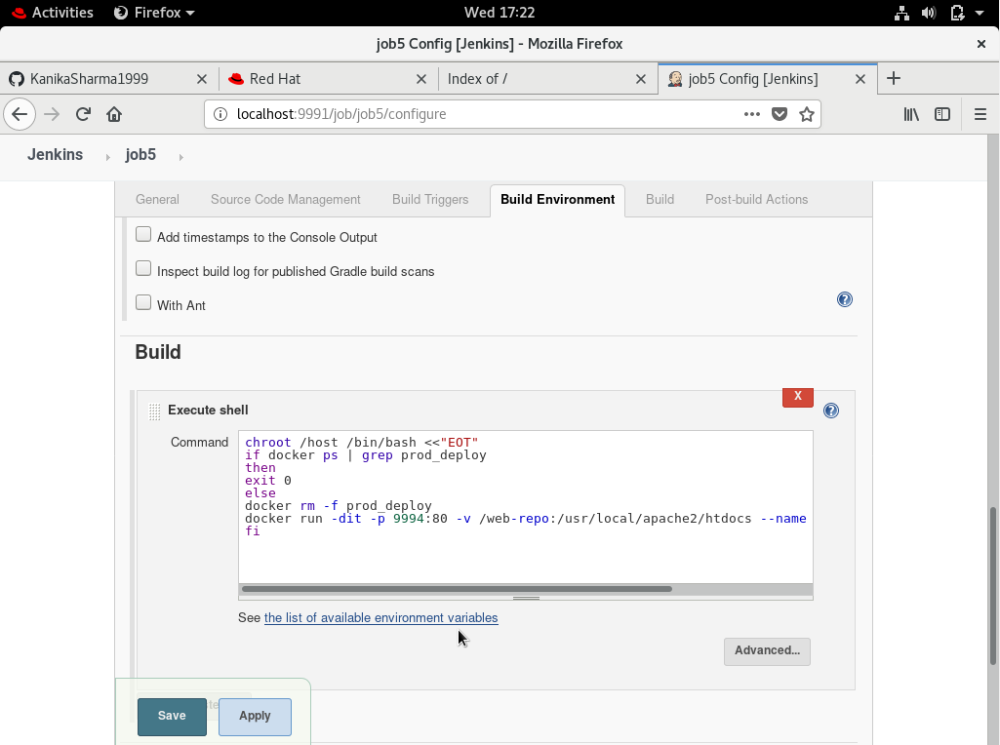 Activities Firefox Wed 17:22
job5 Config [Jenkins] - Mozilla Firefox ×
KanikaSharma1999 × Red Hat × Index of / × job5 Config [Jenkins] × +
localhost:9991/job/job5/configure
Jenkins job5
General Source Code Management Build Triggers Build Environment Build Post-build Actions
Add timestamps to the Console Output
Inspect build log for published Gradle build scans
With Ant ?
Build
X
Execute shell ?
Command
chroot /host /bin/bash <<"EOT"
if docker ps | grep prod_deploy
then
exit 0
else
docker rm -f prod_deploy
docker run -dit -p 9994:80 -v /web-repo:/usr/local/apache2/htdocs --name
fi
See the list of available environment variables
Advanced...
Save Apply